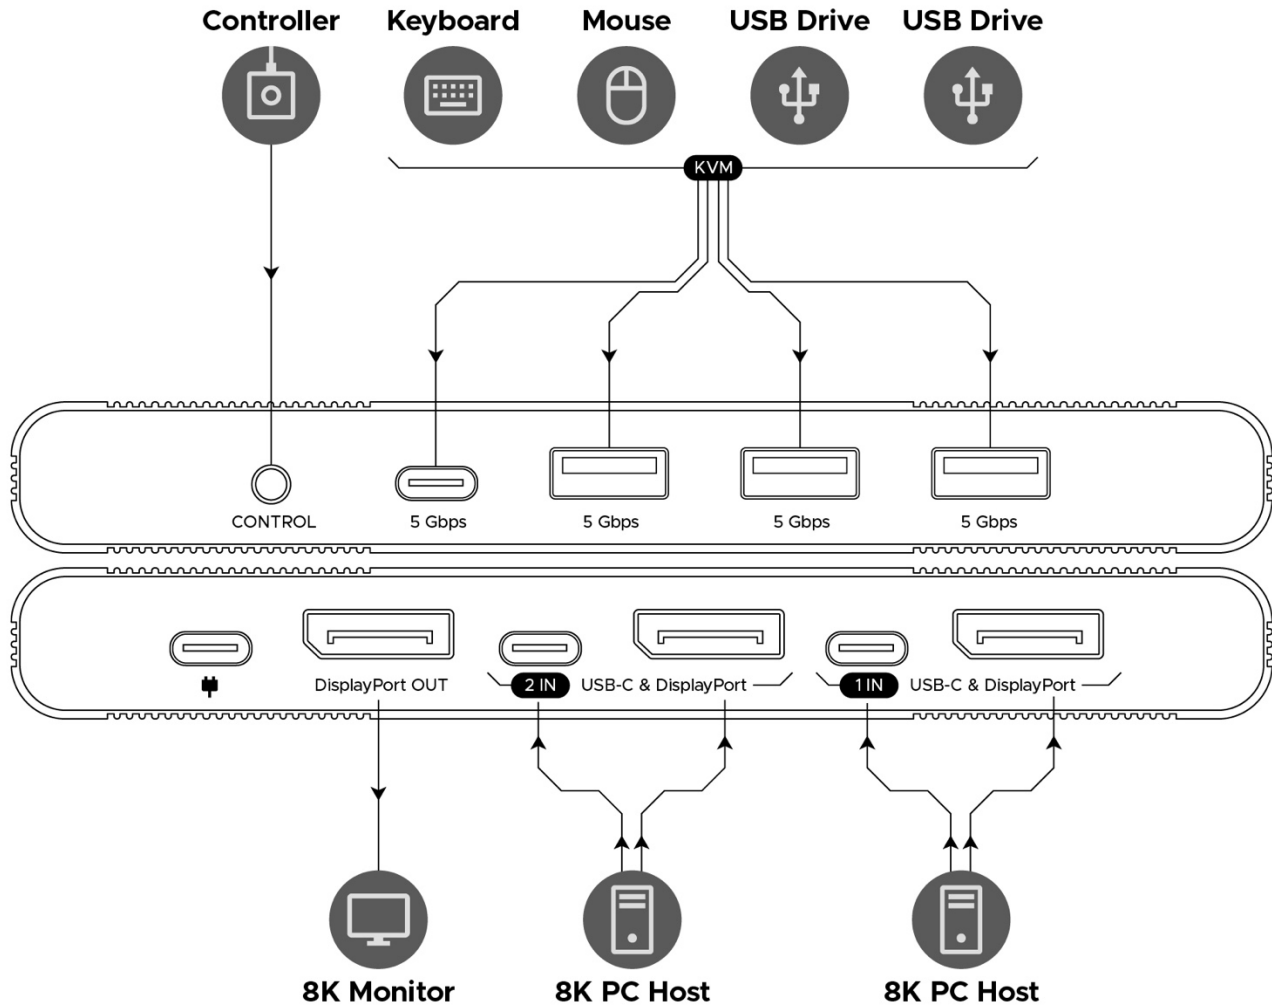 Controller
Keyboard
Mouse
USB Drive
USB Drive
KVM
CONTROL
5 Gbps
5 Gbps
5 Gbps
5 Gbps
DisplayPort OUT
2 IN
USB-C & DisplayPort
1 IN
USB-C & DisplayPort
8K Monitor
8K PC Host
8K PC Host